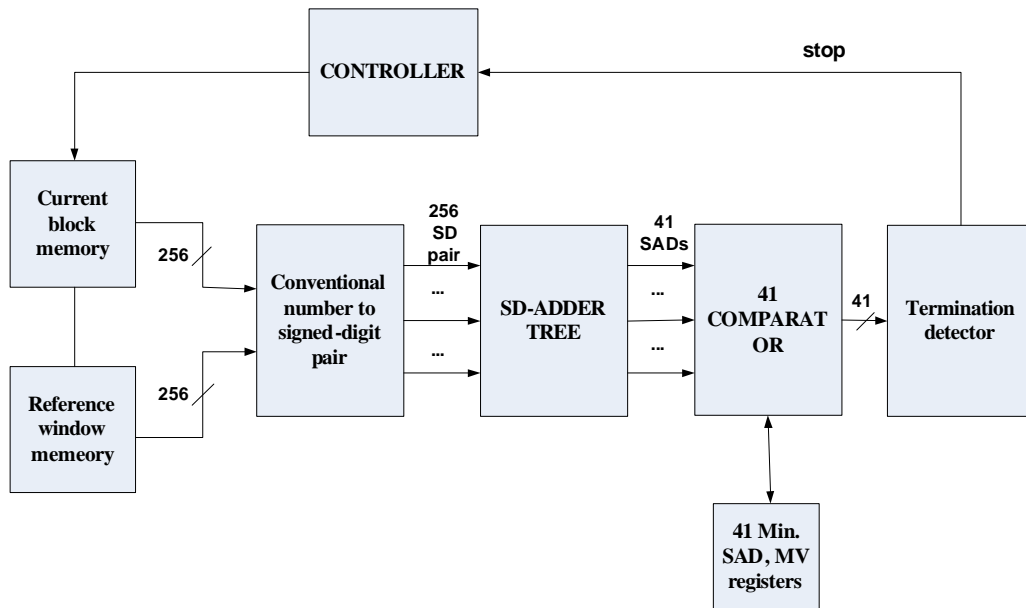 stop
CONTROLLER
Current
block
memory
256
256
SD
pair
41
SADs
Conventional
number to
signed-digit
pair
...
...
SD-ADDER
TREE
...
...
41
COMPARAT
OR
41
Termination
detector
256
Reference
window
memeory
41 Min.
SAD, MV
registers